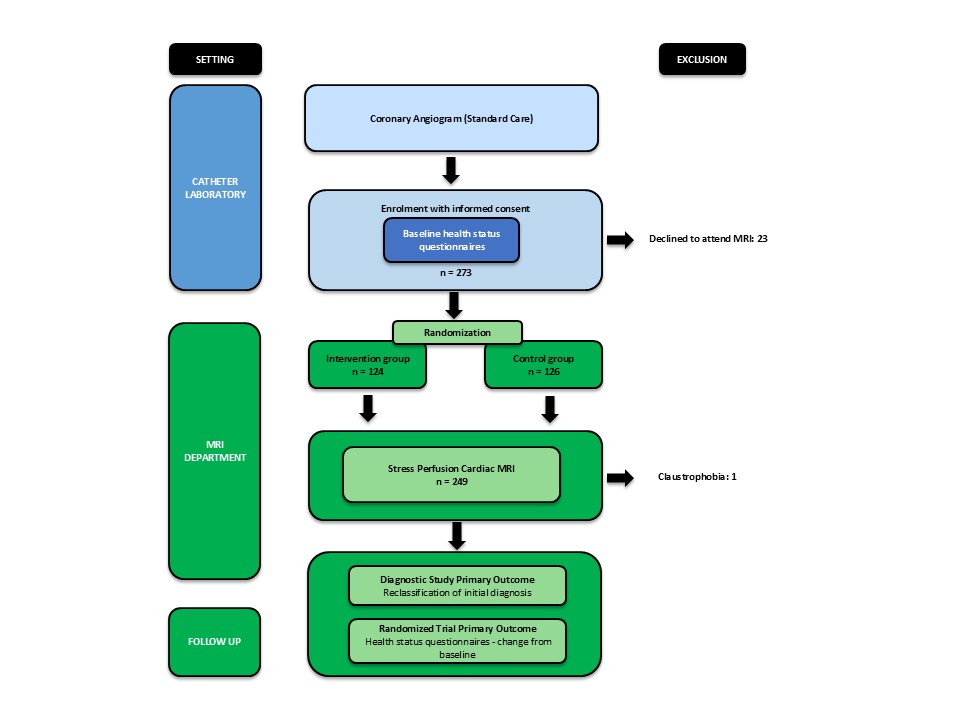 SETTING
EXCLUSION
Coronary Angiogram (Standard Care)
CATHETER
LABORATORY
Enrolment with informed consent
Baseline health status
questionnaires
n = 273
Declined to attend MRI: 23
Randomization
Intervention group
n = 124
Control group
n = 126
MRI
DEPARTMENT
Stress Perfusion Cardiac MRI
n = 249
Claustrophobia: 1
Diagnostic Study Primary Outcome
Reclassification of initial diagnosis
FOLLOW UP
Randomized Trial Primary Outcome
Health status questionnaires - change from
baseline